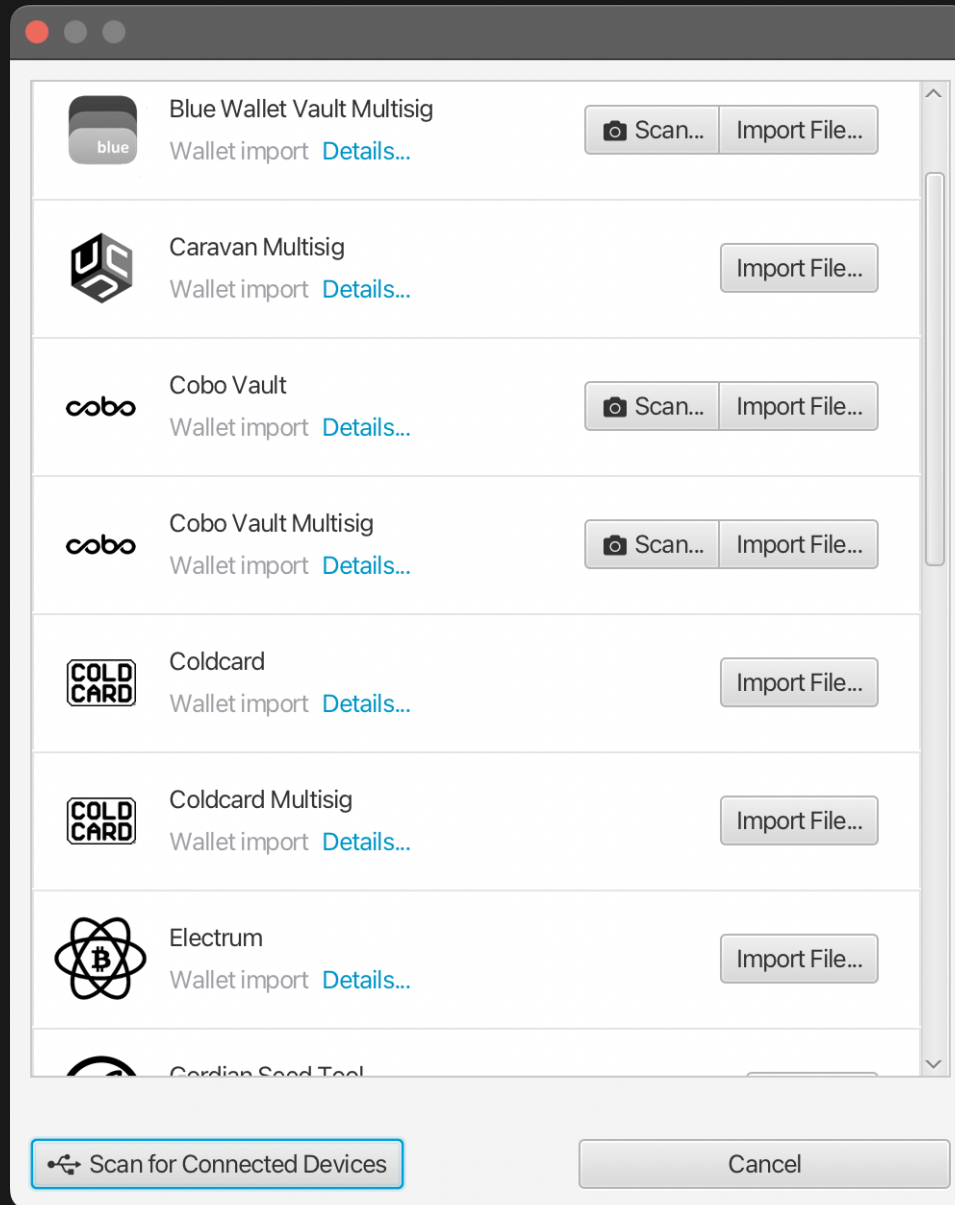 blue
Blue Wallet Vault Multisig
Wallet import Details...
Scan... Import File...
Caravan Multisig
Wallet import Details...
Import File...
cobo
Cobo Vault
Wallet import Details...
Scan... Import File...
cobo
Cobo Vault Multisig
Wallet import Details...
Scan... Import File...
COLD
CARD
Coldcard
Wallet import Details...
Import File...
COLD
CARD
Coldcard Multisig
Wallet import Details...
Import File...
Electrum
Wallet import Details...
Import File...
Gordian Seed Tool
Scan for Connected Devices
Cancel